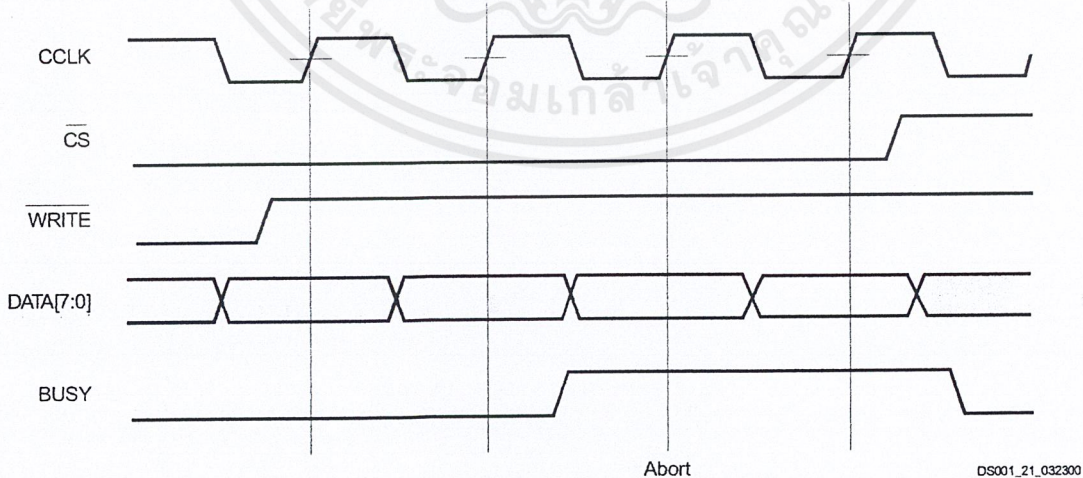 CCLK
CS
WRITE
DATA[7:0]
BUSY
Abort
DS001_21_032300